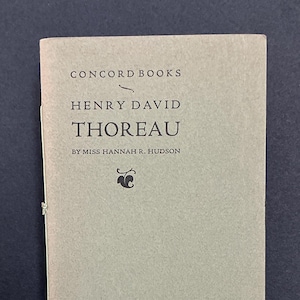 CONCORD BOOKS
HENRY DAVID
THOREAU
BY MISS HANNAH R. HUDSON